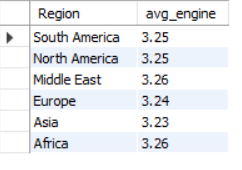 Region avg_engine
South America 3.25
North America 3.25
Middle East 3.26
Europe 3.24
Asia 3.23
Africa 3.26